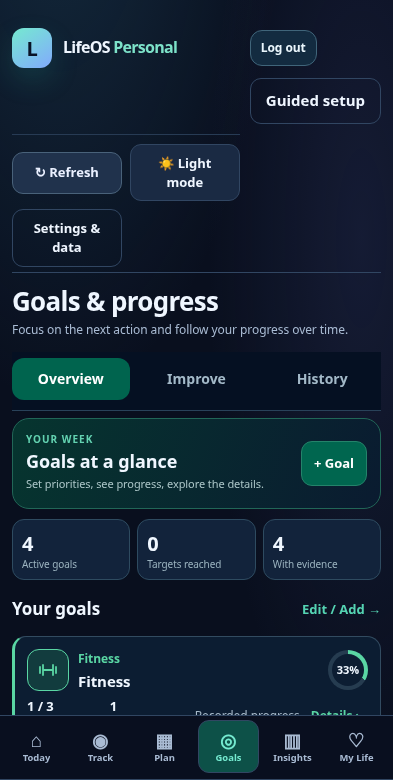 L
LifeOS Personal
Log out
Guided setup
↻ Refresh
☀️ Light
mode
Settings &
data
Goals & progress
Focus on the next action and follow your progress over time.
Overview
Improve
History
YOUR WEEK
Goals at a glance
Set priorities, see progress, explore the details.
+ Goal
4
Active goals
0
Targets reached
4
With evidence
Your goals
Edit / Add →
Fitness
Fitness
33%
1 / 3
1
Recorded progress
Details ›
Today
Track
Plan
Goals
Insights
My Life